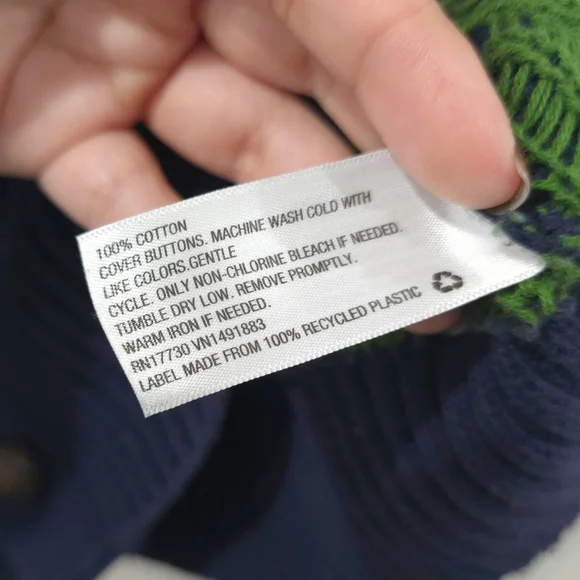 100% COTTON
COVER BUTTONS. MACHINE WASH COLD WITH
LIKE COLORS.GENTLE
CYCLE. ONLY NON-CHLORINE BLEACH IF NEEDED.
TUMBLE DRY LOW. REMOVE PROMPTLY.
WARM IRON IF NEEDED.
RN17730 VN1491883
LABEL MADE FROM 100% RECYCLED PLASTIC